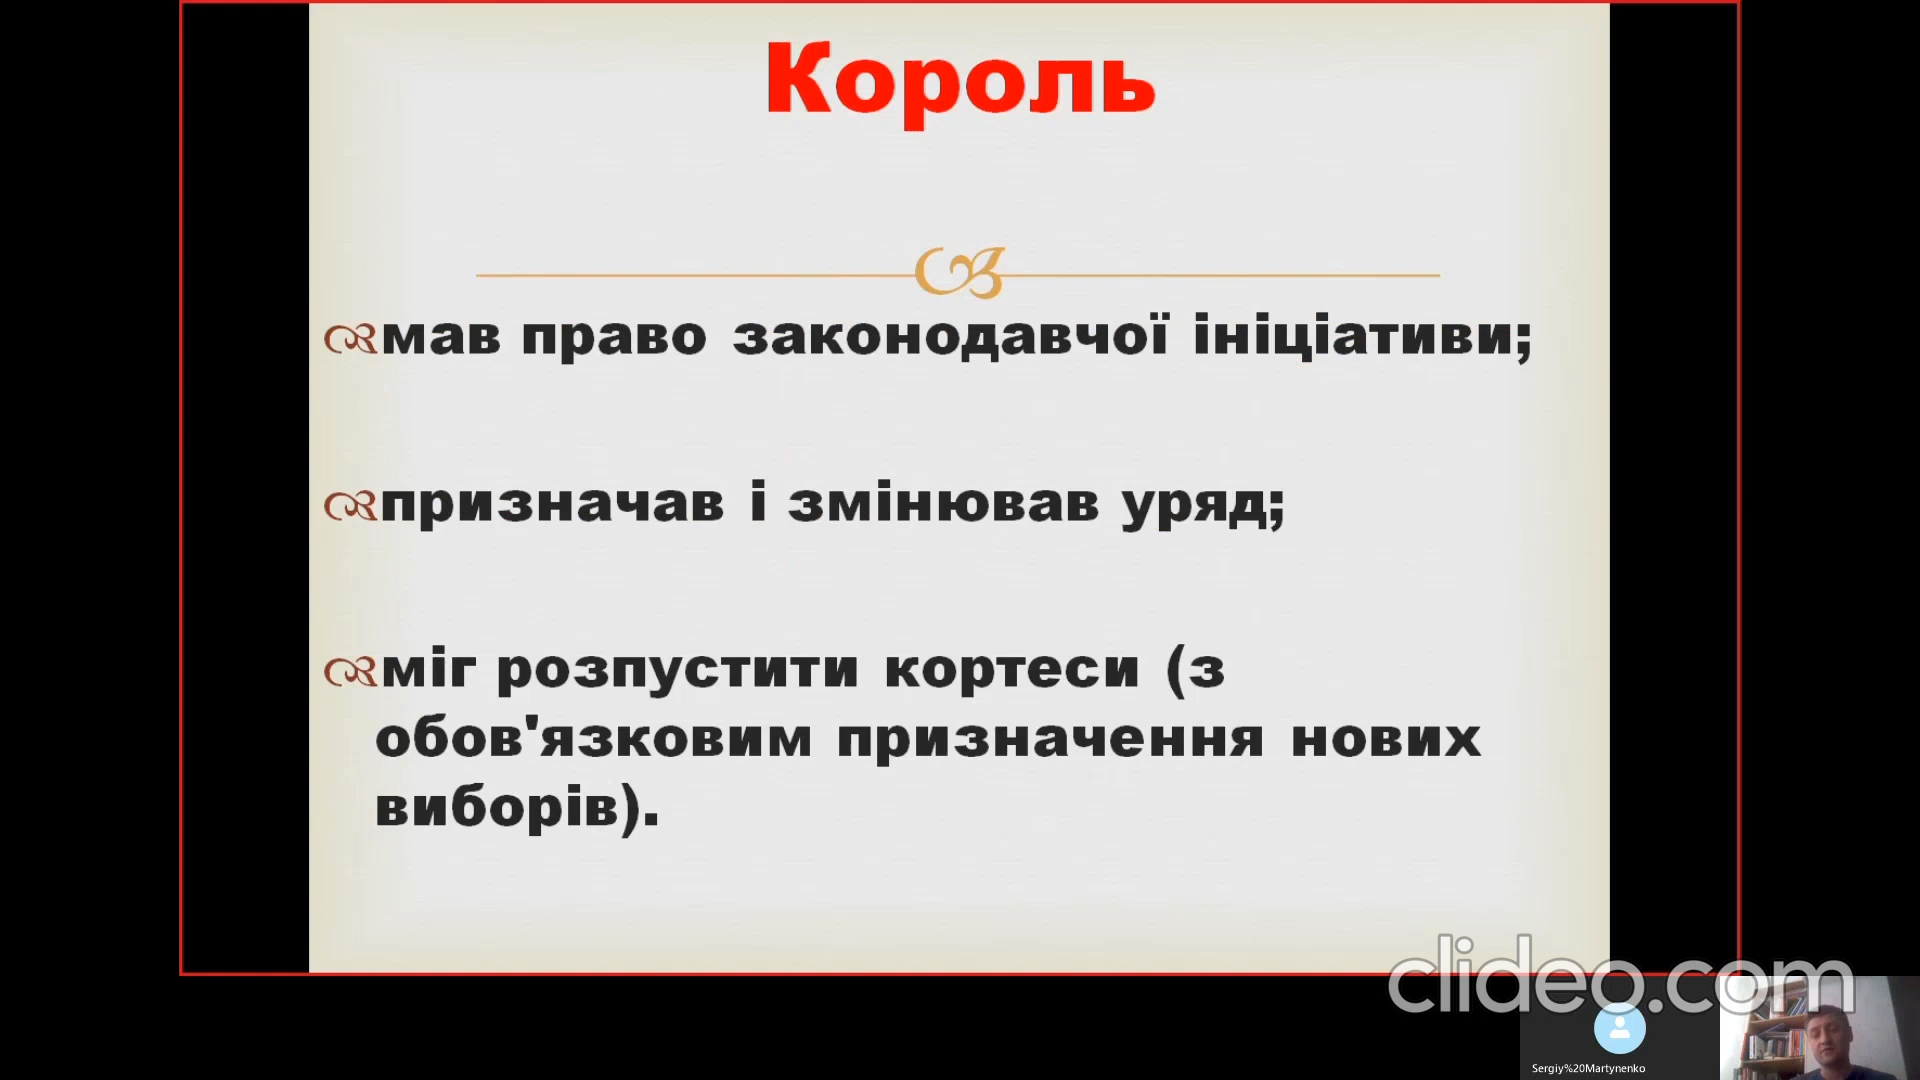 Король
мав право законодавчої ініціативи;
призначав і змінював уряд;
міг розпустити кортеси (з
обов'язковим призначення нових
виборів).
clideo.com
Sergiy%20Martynenko